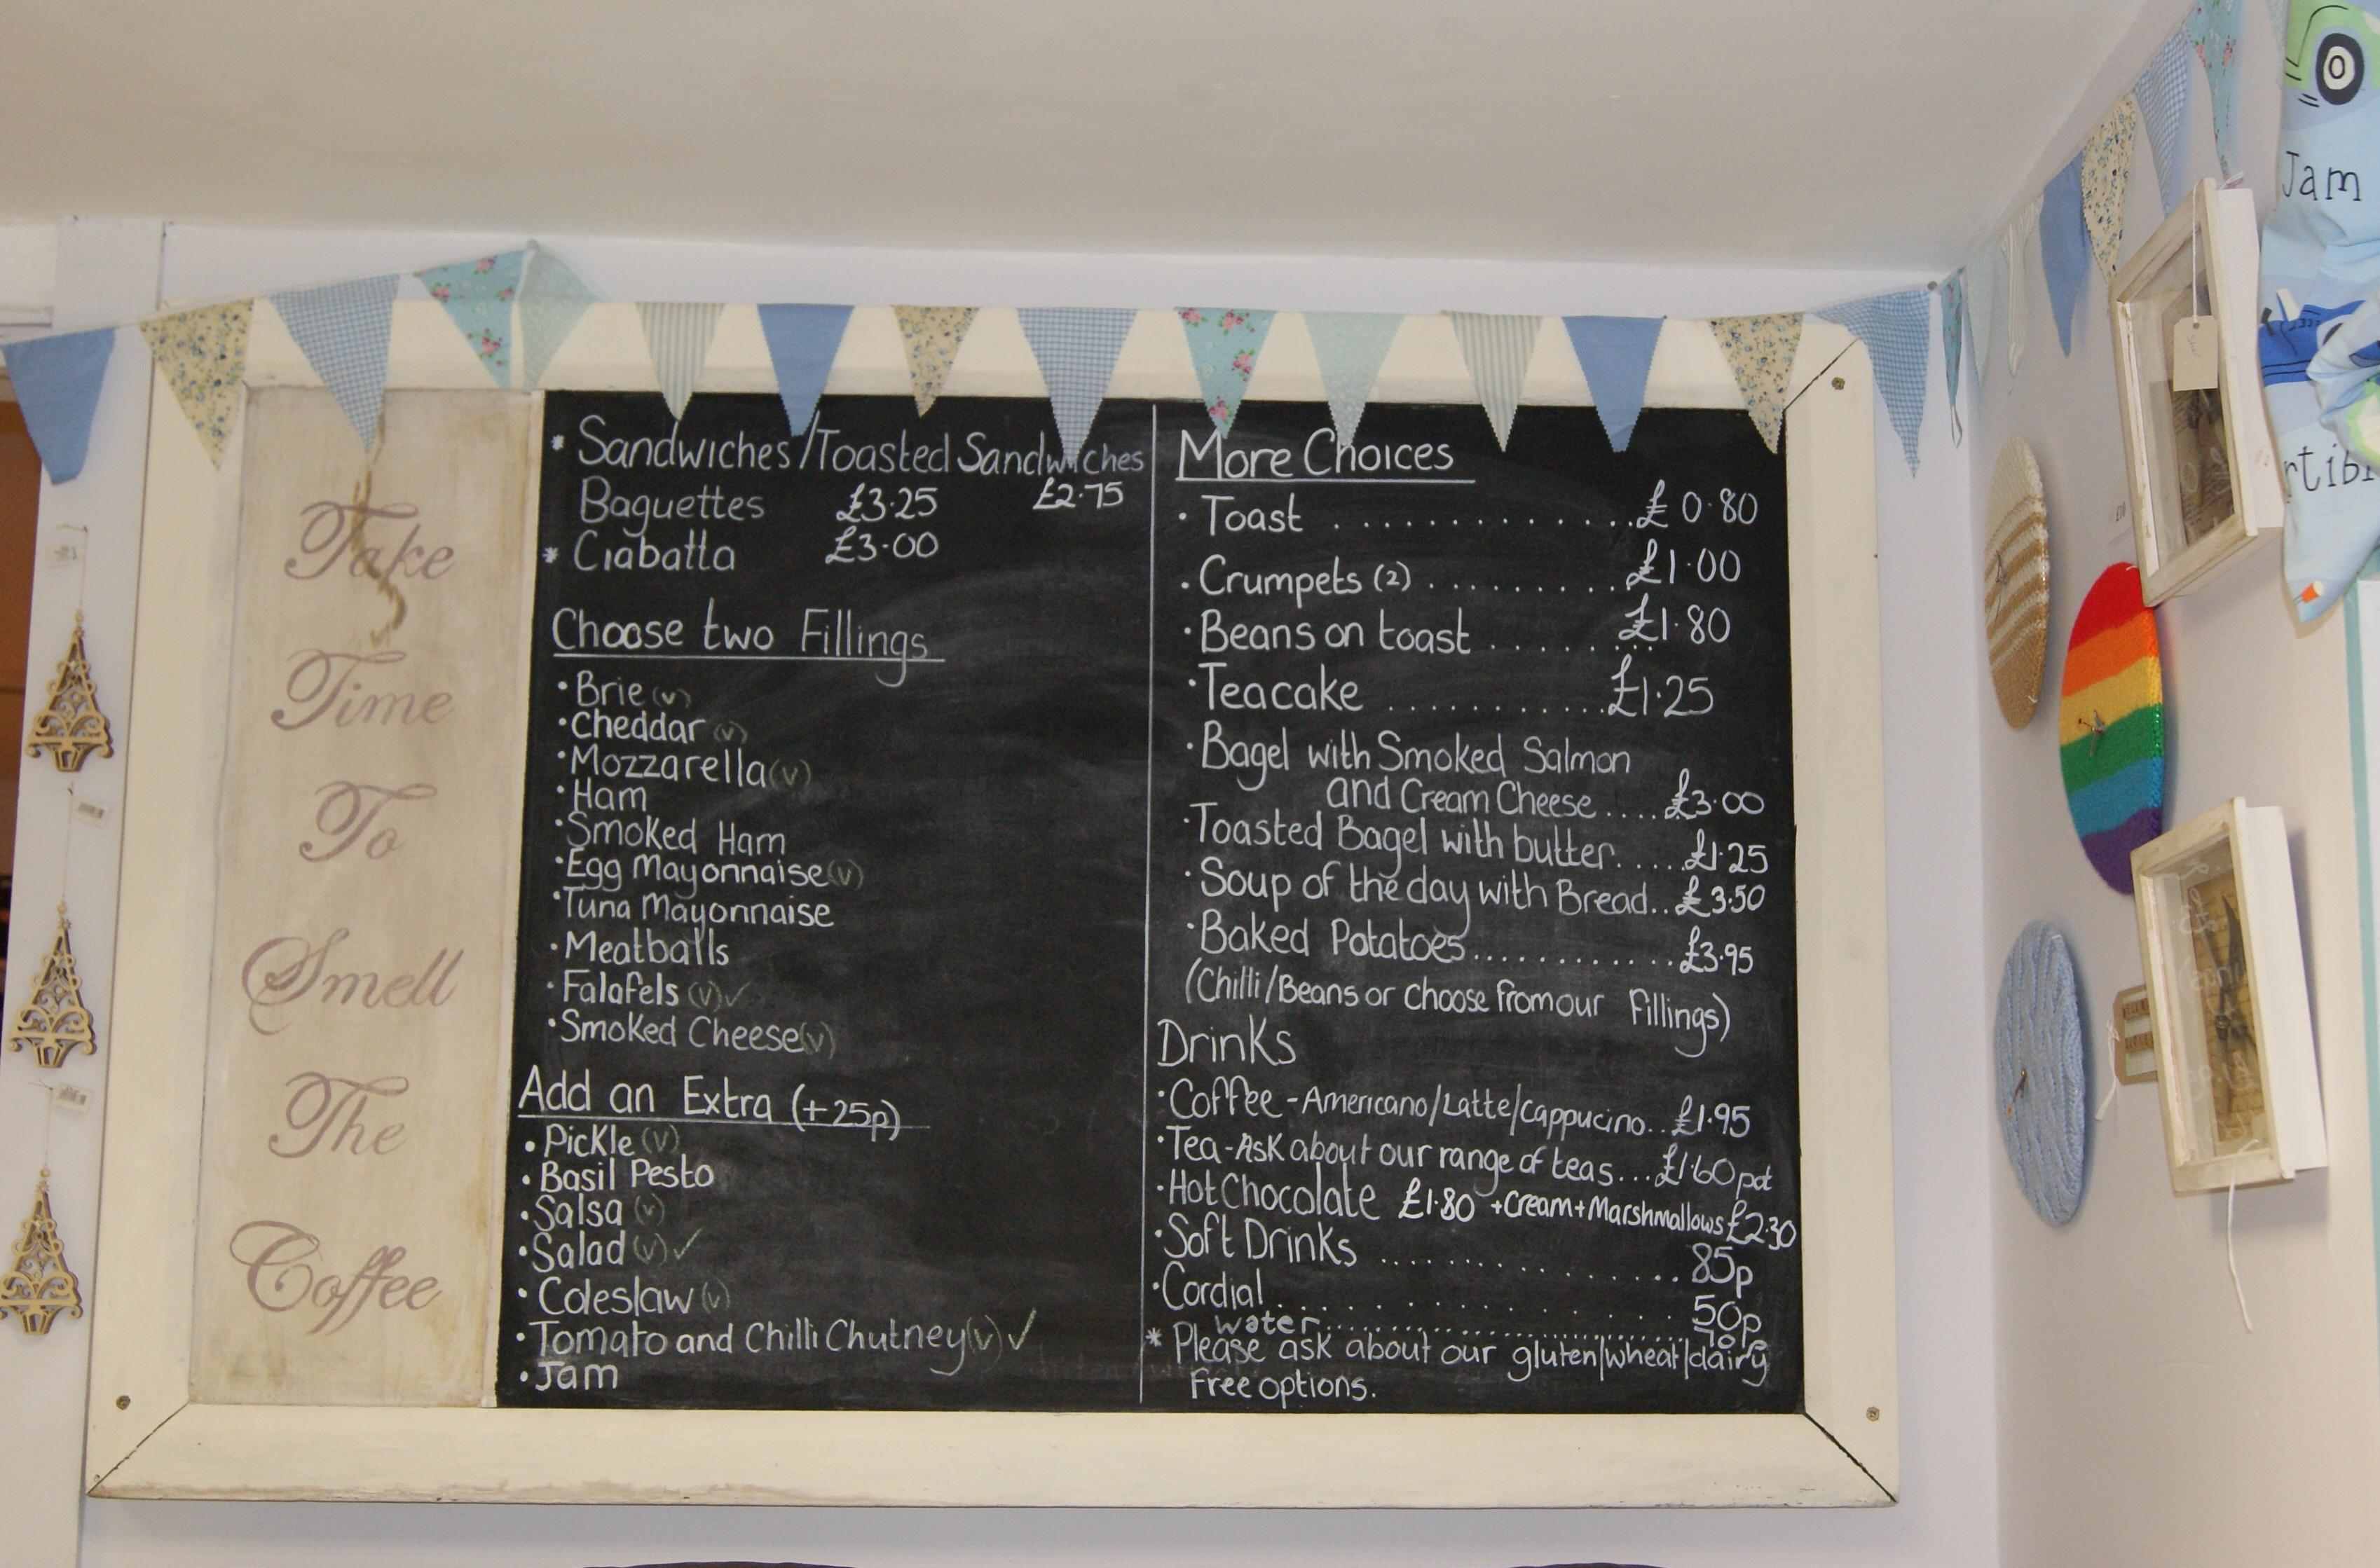 Take
Time
To
Smell
The
Coffee
* Sandwiches/Toasted Sandwiches
£2.75
Baguettes £3.25
* Ciabatta £3.00
Choose two Fillings
• Brie (v)
• Cheddar (v)
• Mozzarella (v)
• Ham
• Smoked Ham
• Egg Mayonnaise (v)
• Tuna Mayonnaise
• Meatballs
• Falafels (v) ✓
• Smoked Cheese (v)
Add an Extra (+25p)
• Pickle (v)
• Basil Pesto
• Salsa (v)
• Salad (v) ✓
• Coleslaw (v)
• Tomato and Chilli Chutney (v) ✓
• Jam
More Choices
• Toast .............. £0.80
• Crumpets (2) .......... £1.00
• Beans on toast ......... £1.80
• Teacake ............ £1.25
• Bagel with Smoked Salmon
and Cream Cheese ..... £3.00
• Toasted Bagel with butter ..... £1.25
• Soup of the day with Bread .. £3.50
• Baked Potatoes ............. £3.95
(Chilli/Beans or choose from our Fillings)
Drinks
• Coffee - Americano/Latte/Cappucino .. £1.95
• Tea - Ask about our range of teas ... £1.60 pot
• Hot Chocolate £1.80 + Cream + Marshmallows £2.30
• Soft Drinks .............. 85p
• Cordial .............. 50p
water .............. 70p
* Please ask about our gluten/wheat/dairy
free options.
Jam